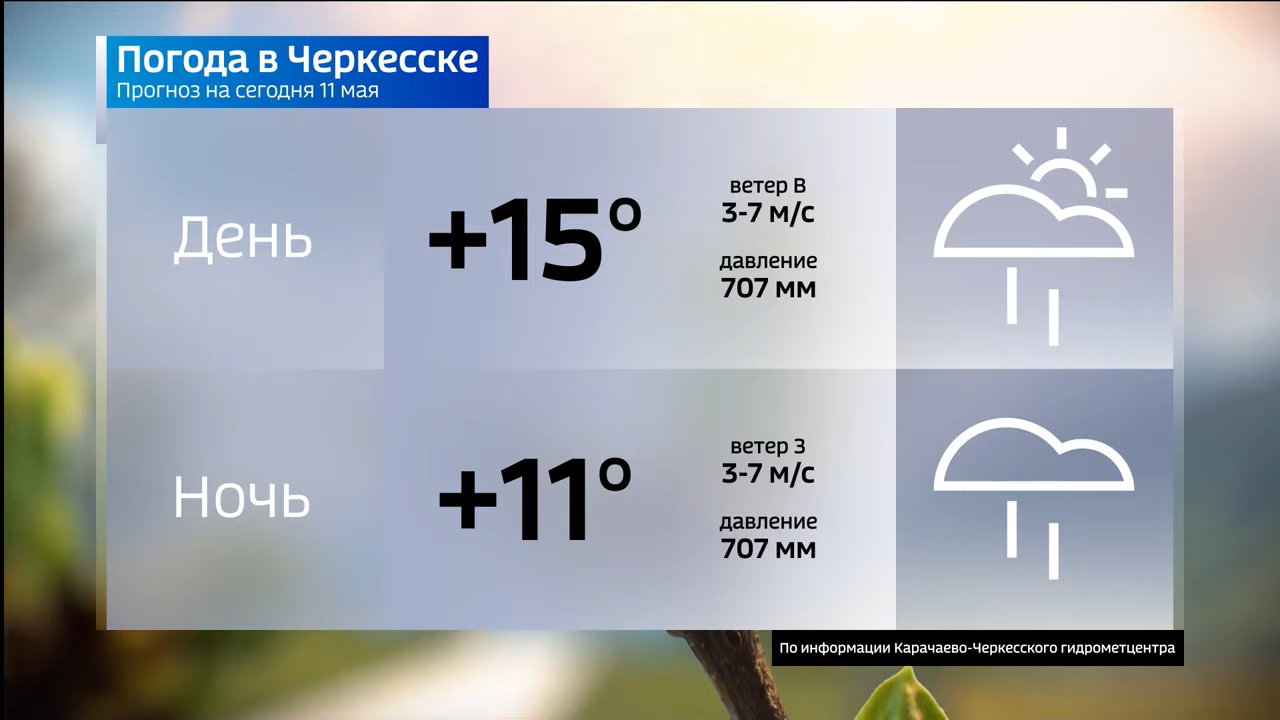 Погода в Черкесске
Прогноз на сегодня 11 мая
День
+15°
ветер В
3-7 м/с
давление
707 мм
Ночь
+11°
ветер З
3-7 м/с
давление
707 мм
По информации Карачаево-Черкесского гидрометцентра